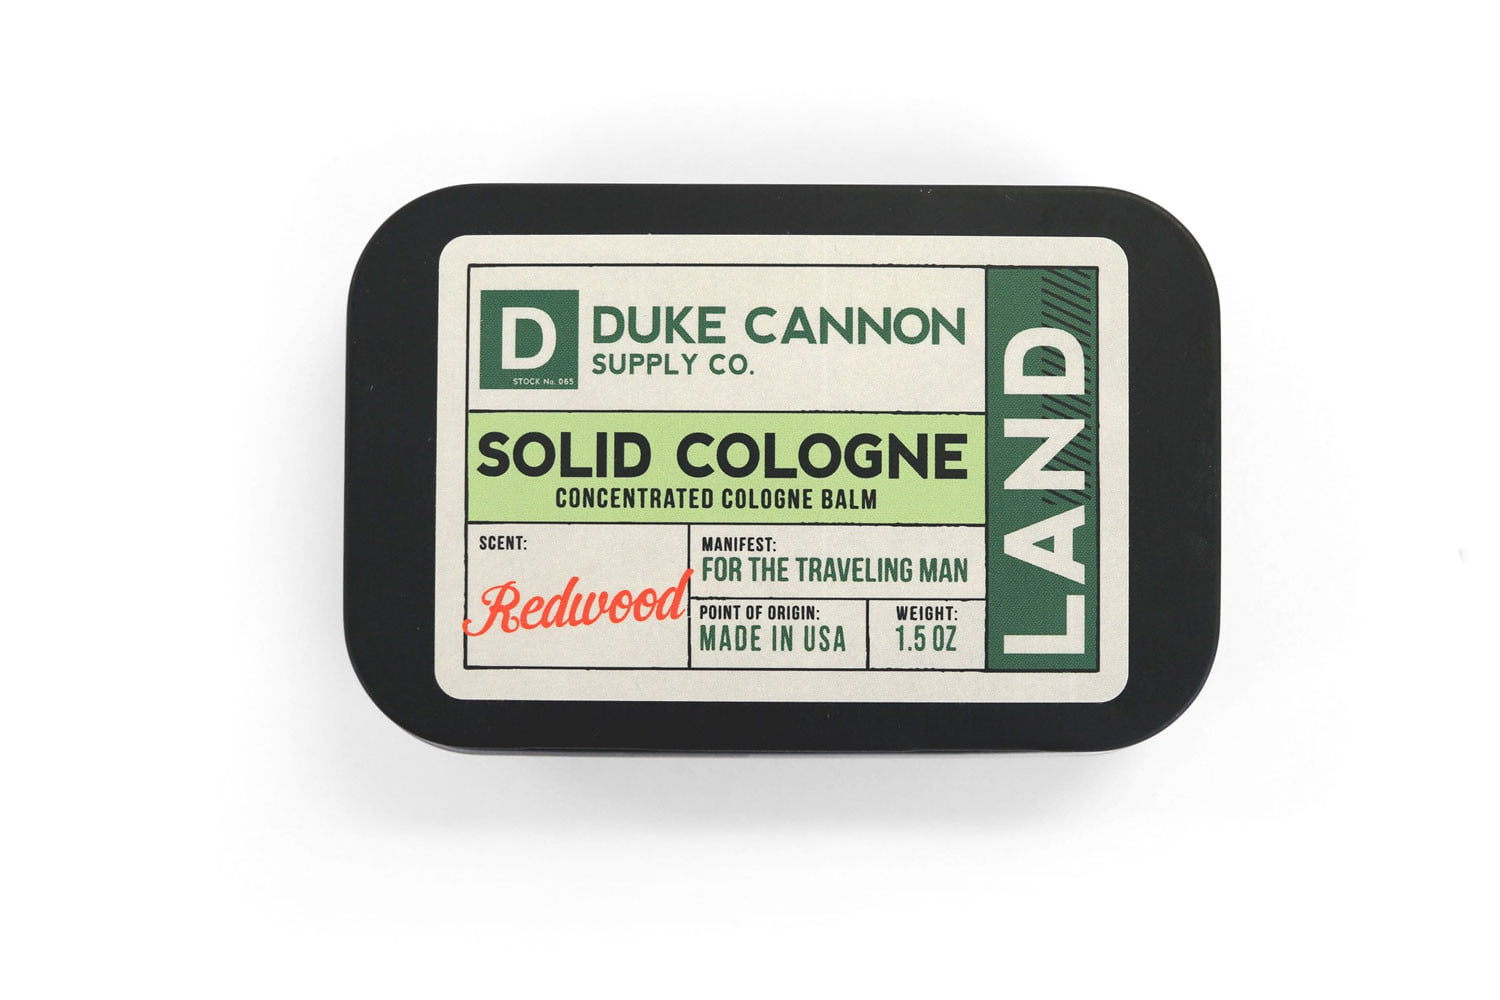 D
STOCK No. 065
DUKE CANNON
SUPPLY CO.
SOLID COLOGNE
CONCENTRATED COLOGNE BALM
SCENT:
Redwood
MANIFEST:
FOR THE TRAVELING MAN
POINT OF ORIGIN:
MADE IN USA
WEIGHT:
1.5 OZ
LAND